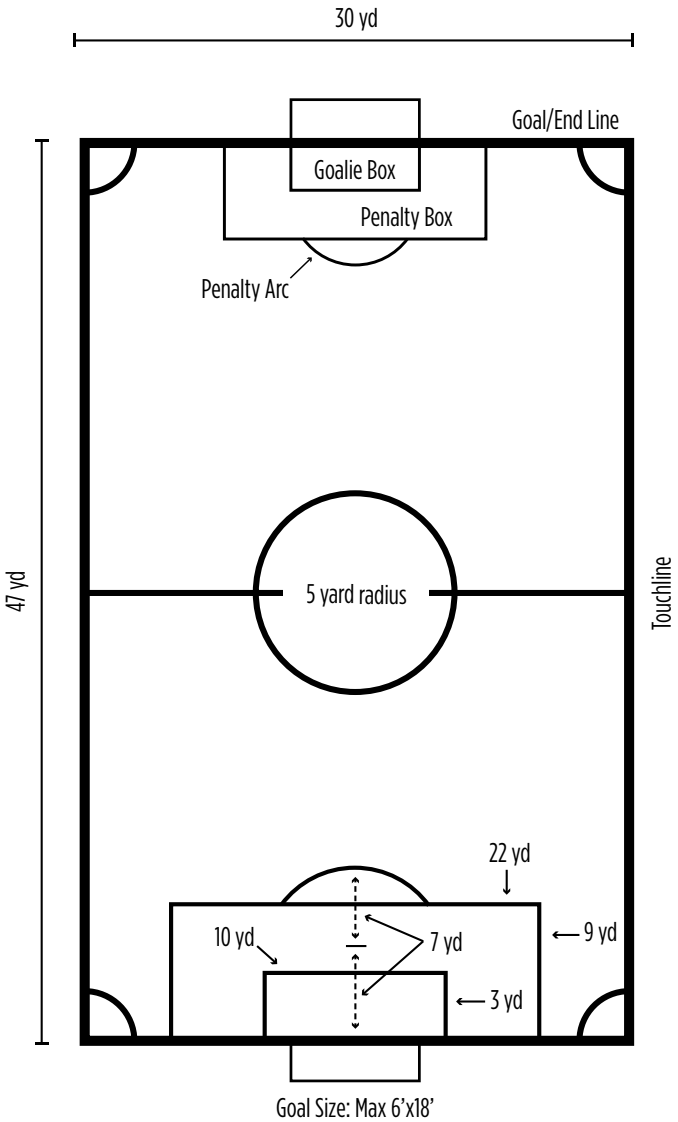 30 yd
Goal/End Line
Goalie Box
Penalty Box
Penalty Arc
47 yd
5 yard radius
Touchline
22 yd
10 yd
7 yd
9 yd
3 yd
Goal Size: Max 6'x18'